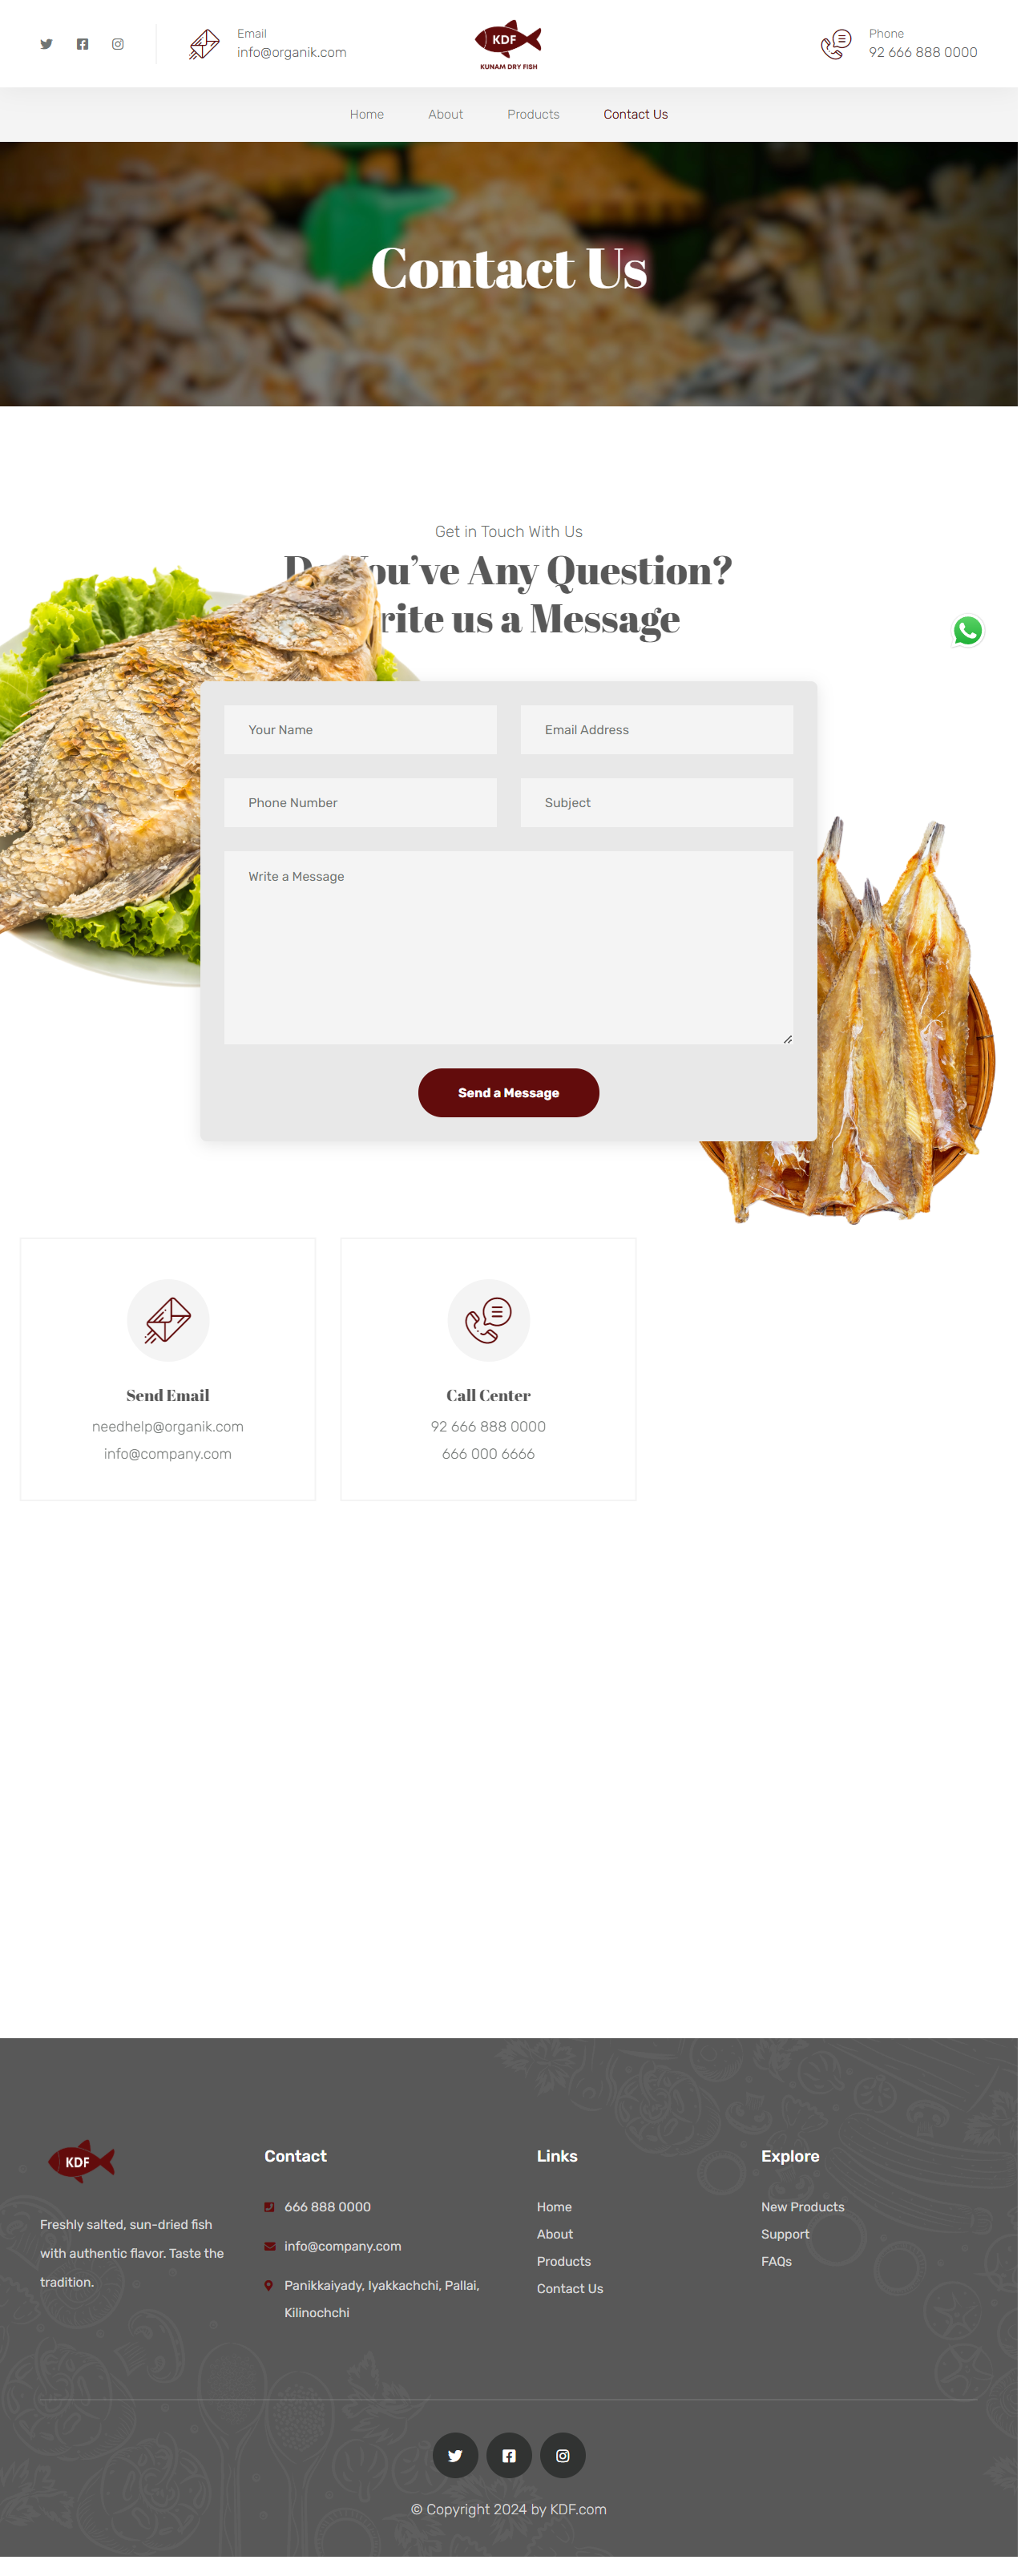 Email
info@organik.com
KDF
KUNAM DRY FISH
Phone
92 666 888 0000
Home
About
Products
Contact Us
Contact Us
Get in Touch With Us
D You’ve Any Question?
rite us a Message
Your Name
Email Address
Phone Number
Subject
Write a Message
Send a Message
Send Email
needhelp@organik.com
info@company.com
Call Center
92 666 888 0000
666 000 6666
KDF
Freshly salted, sun-dried fish
with authentic flavor. Taste the
tradition.
Contact
666 888 0000
info@company.com
Panikkaiyady, Iyakkachchi, Pallai,
Kilinochchi
Links
Home
About
Products
Contact Us
Explore
New Products
Support
FAQs
© Copyright 2024 by KDF.com